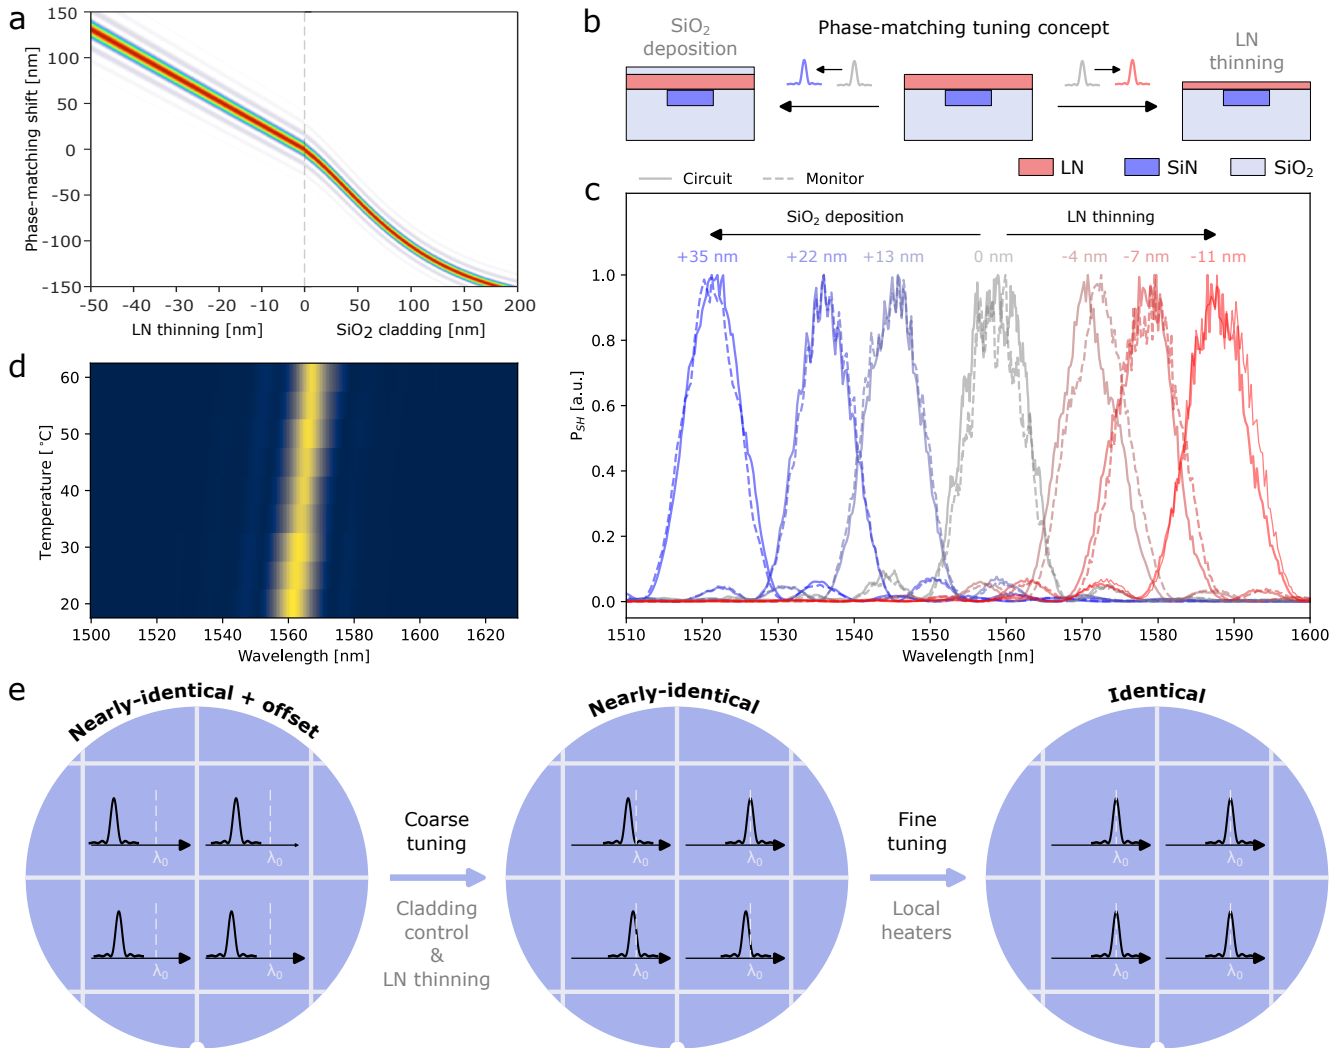 a
150
100
50
0
-50
-100
-150
Phase-matching shift [nm]
-50
-40
-30
-20
-10
0
50
100
150
200
LN thinning [nm]
SiO₂ cladding [nm]
b
SiO₂
deposition
Phase-matching tuning concept
LN
thinning
LN
SiN
SiO₂
c
Circuit
Monitor
SiO₂ deposition
LN thinning
+35 nm
+22 nm
+13 nm
0 nm
-4 nm
-7 nm
-11 nm
1.0
0.8
0.6
0.4
0.2
0.0
P_SH [a.u.]
1510
1520
1530
1540
1550
1560
1570
1580
1590
1600
Wavelength [nm]
d
60
50
40
30
20
Temperature [°C]
1500
1520
1540
1560
1580
1600
1620
Wavelength [nm]
e
Nearly-identical + offset
λ₀
λ₀
λ₀
λ₀
Coarse
tuning
Cladding
control
&
LN thinning
Nearly-identical
λ₀
λ₀
λ₀
λ₀
Fine
tuning
Local
heaters
Identical
λ₀
λ₀
λ₀
λ₀